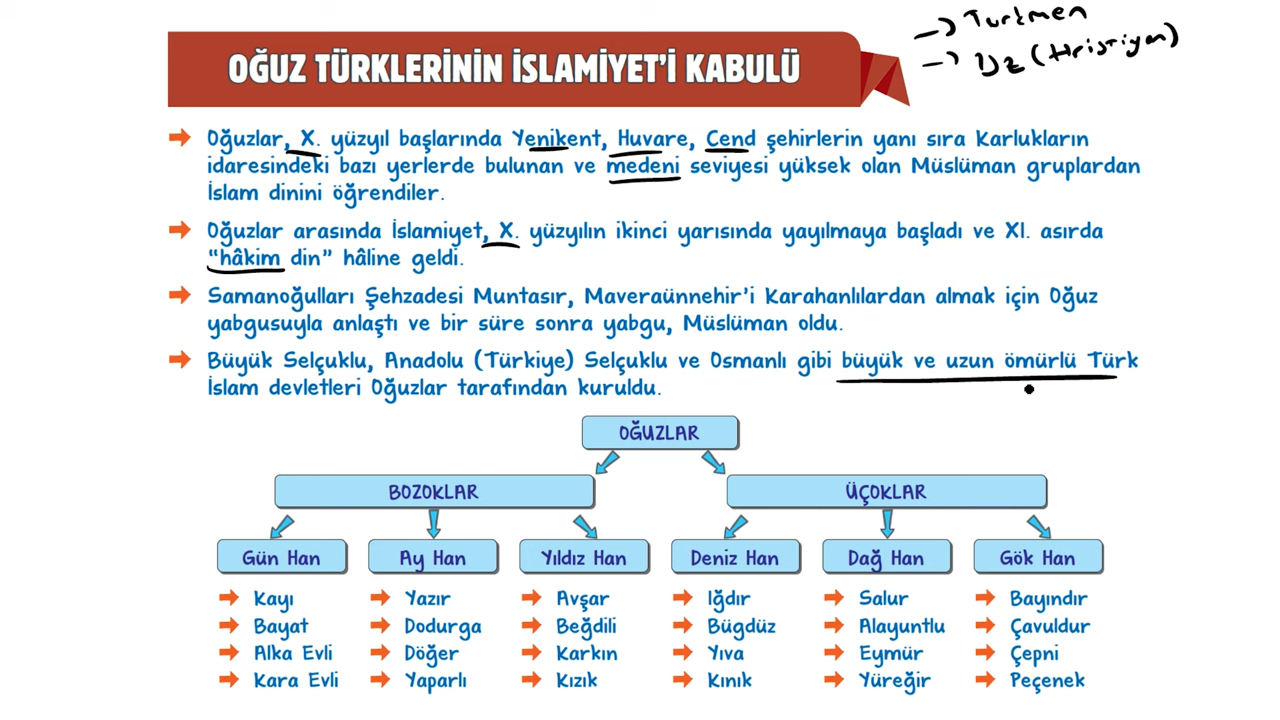 → Türkmen
→ Uz (Hristiyan)
OĞUZ TÜRKLERİNİN İSLAMİYET'İ KABULÜ
Oğuzlar, X. yüzyıl başlarında Yenikent, Huvare, Cend şehirlerin yanı sıra Karlukların
idaresindeki bazı yerlerde bulunan ve medeni seviyesi yüksek olan Müslüman gruplardan
İslam dinini öğrendiler.
Oğuzlar arasında İslamiyet, X. yüzyılın ikinci yarısında yayılmaya başladı ve XI. asırda
"hâkim din" hâline geldi.
Samanoğulları Şehzadesi Muntasır, Maveraünnehir'i Karahanlılardan almak için Oğuz
yabgusuyla anlaştı ve bir süre sonra yabgu, Müslüman oldu.
Büyük Selçuklu, Anadolu (Türkiye) Selçuklu ve Osmanlı gibi büyük ve uzun ömürlü Türk
İslam devletleri Oğuzlar tarafından kuruldu.
OĞUZLAR
BOZOKLAR ÜÇOKLAR
Gün Han Ay Han Yıldız Han Deniz Han Dağ Han Gök Han
Kayı Yazır Avşar Iğdır Salur Bayındır
Bayat Dodurga Beğdili Bügdüz Alayuntlu Çavuldur
Alka Evli Döğer Karkın Yıva Eymür Çepni
Kara Evli Yaparlı Kızık Kınık Yüreğir Peçenek